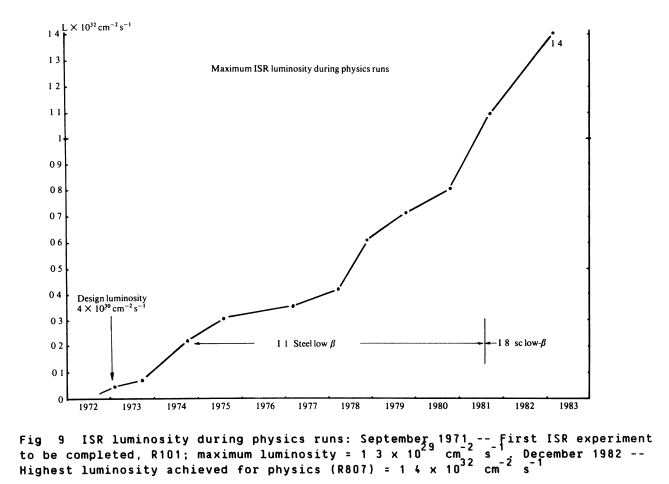 L × 10³² cm⁻² s⁻¹
1 4
1 3
1 2
1 1
1
0 9
0 8
0 7
0 6
0 5
0 4
0 3
0 2
0 1
0
Maximum ISR luminosity during physics runs
1 4
Design luminosity
4 × 10³⁰ cm⁻² s⁻¹
I 1 Steel low β
I 8 sc low-β
1972 1973 1974 1975 1976 1977 1978 1979 1980 1981 1982 1983
Fig 9 ISR luminosity during physics runs: September 1971 -- First ISR experiment
to be completed, R101; maximum luminosity = 1 3 x 10²⁹ cm⁻² s⁻¹. December 1982 --
Highest luminosity achieved for physics (R807) = 1 4 x 10³² cm⁻² s⁻¹